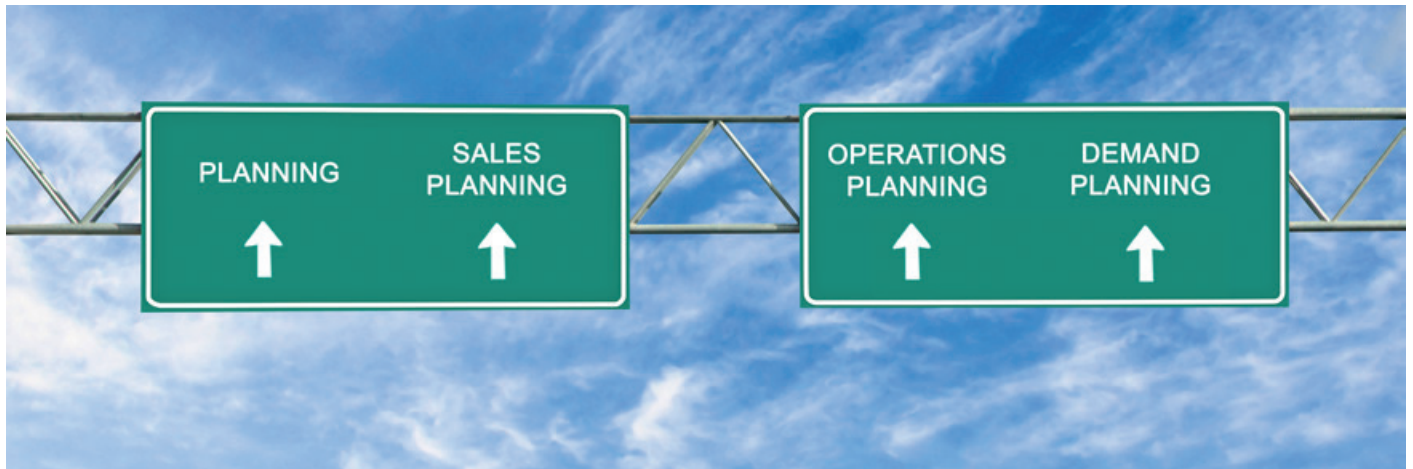 PLANNING
SALES
PLANNING
OPERATIONS
PLANNING
DEMAND
PLANNING